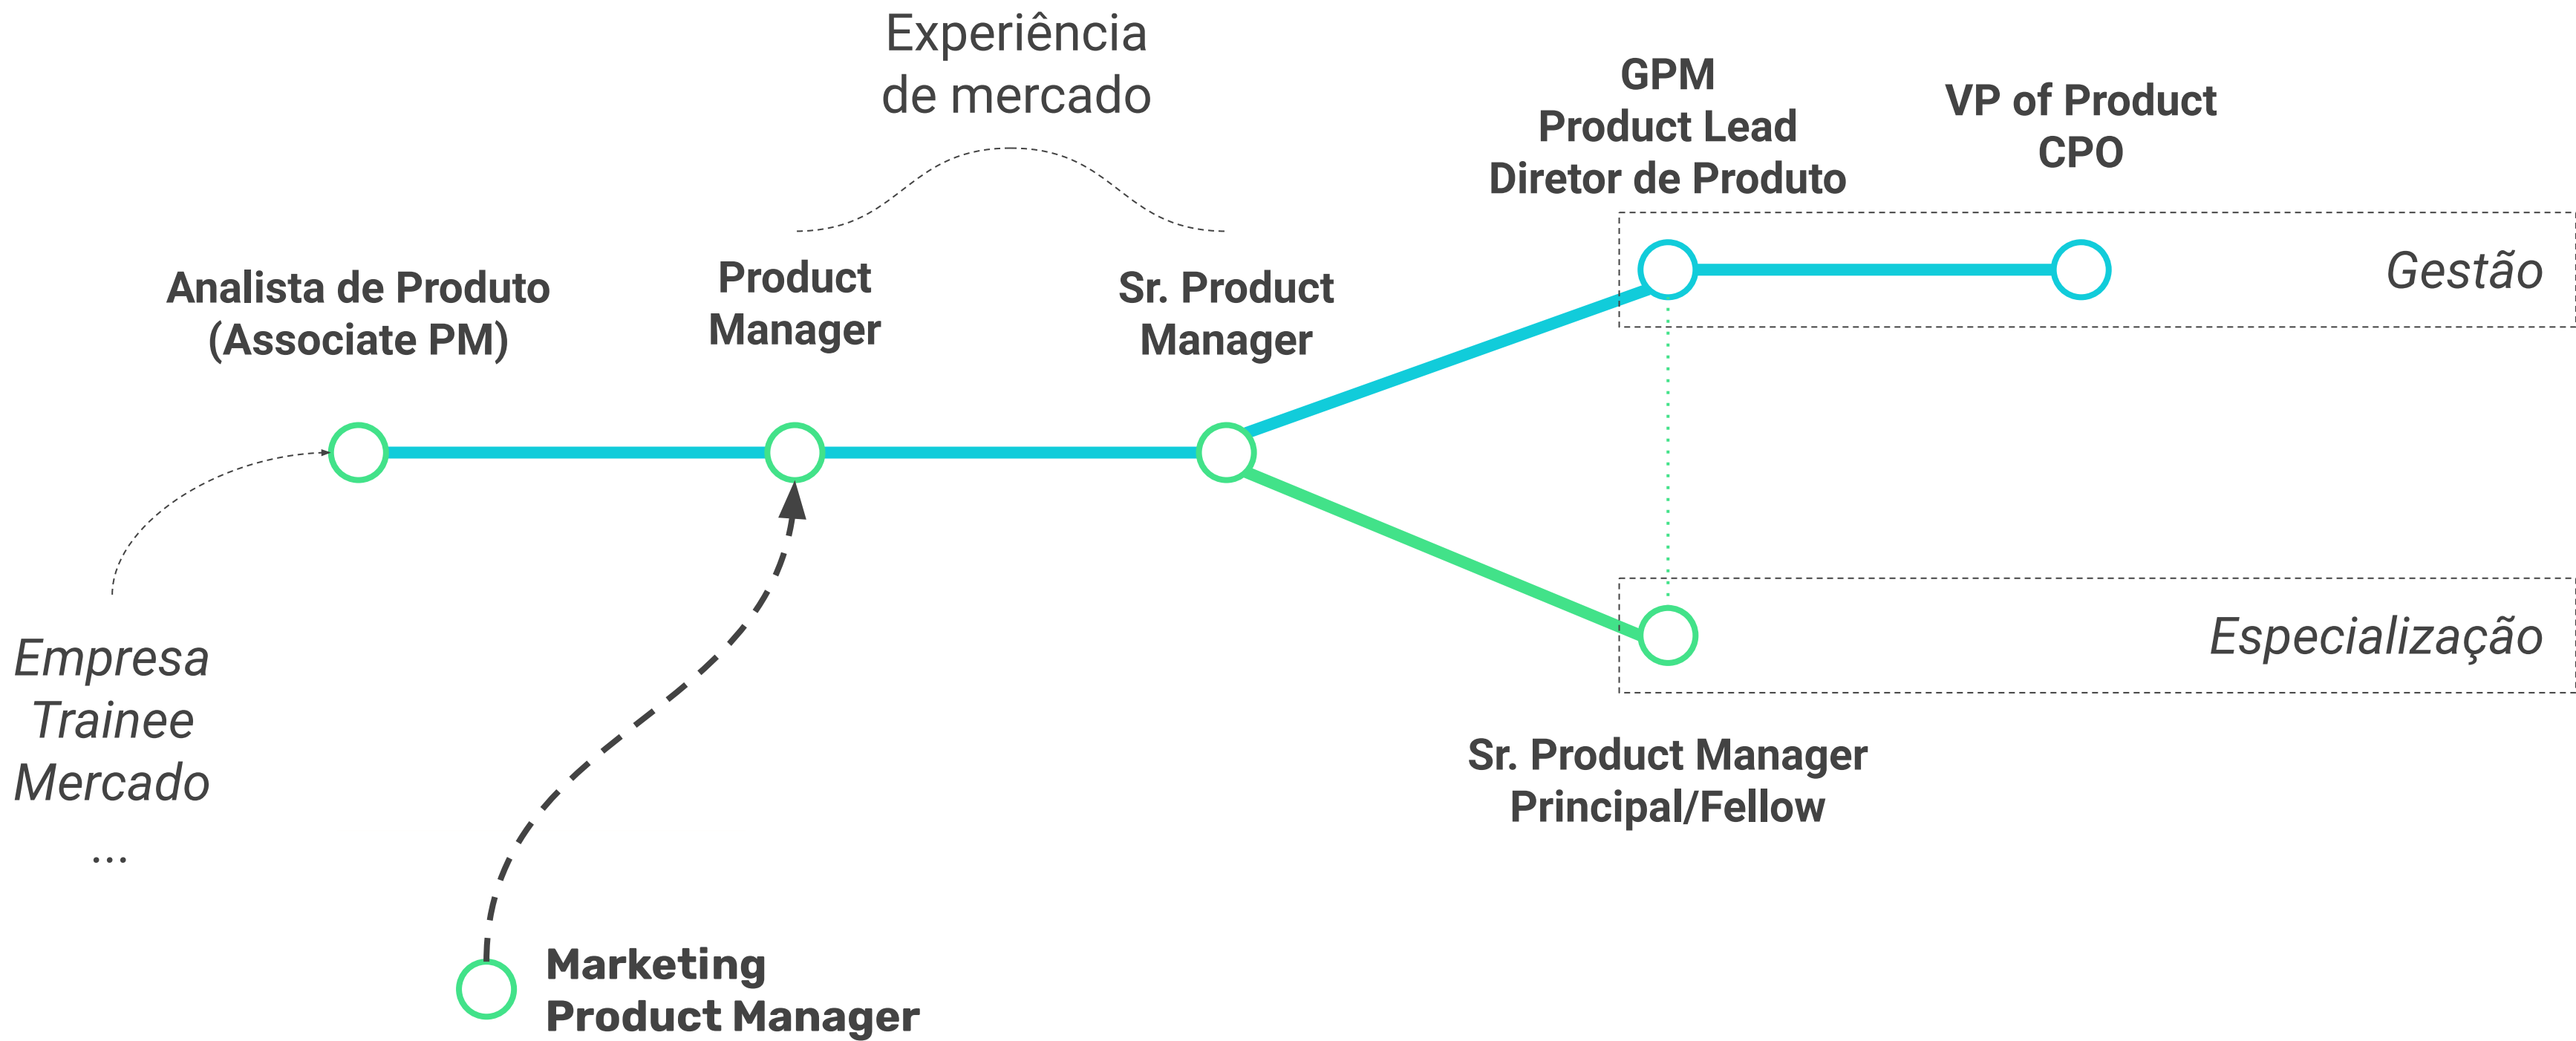 Experiência
de mercado
GPM
Product Lead
Diretor de Produto
VP of Product
CPO
Analista de Produto
(Associate PM)
Product
Manager
Sr. Product
Manager
Gestão
Empresa
Trainee
Mercado
...
Especialização
Sr. Product Manager
Principal/Fellow
Marketing
Product Manager